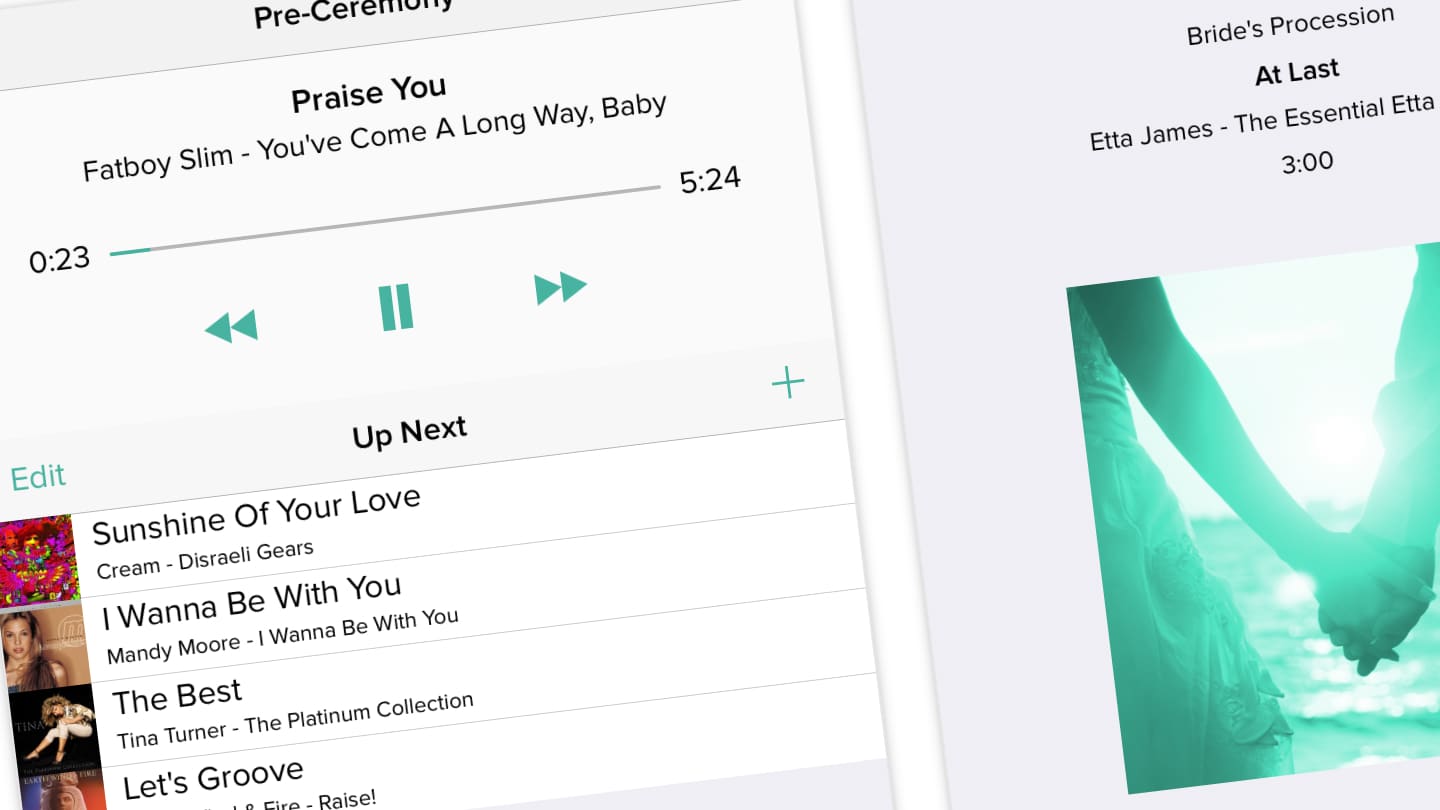 Pre-Ceremony
Praise You
Fatboy Slim - You've Come A Long Way, Baby
0:23
5:24
Up Next
Edit
Sunshine Of Your Love
Cream - Disraeli Gears
I Wanna Be With You
Mandy Moore - I Wanna Be With You
The Best
Tina Turner - The Platinum Collection
TINA
Let's Groove
& Fire - Raise!
Bride's Procession
At Last
Etta James - The Essential Etta
3:00